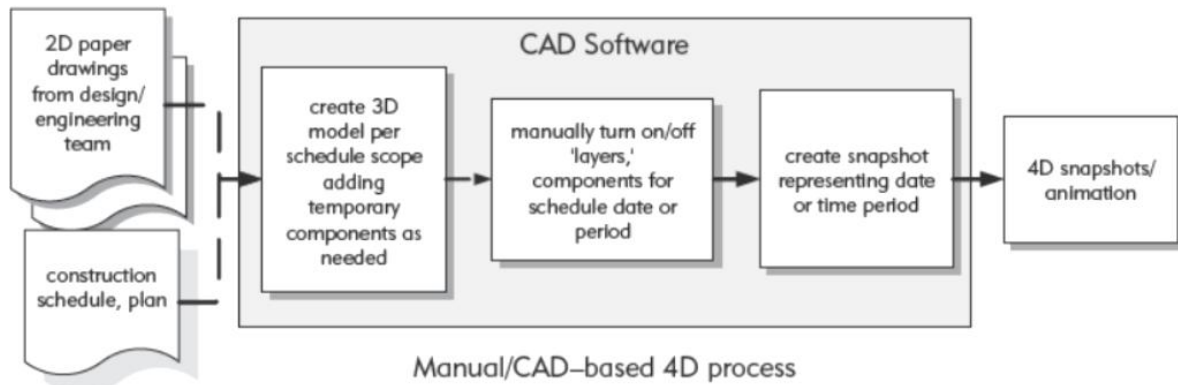 2D paper
drawings
from design/
engineering
team
construction
schedule, plan
CAD Software
create 3D
model per
schedule scope
adding
temporary
components as
needed
manually turn on/off
'layers,'
components for
schedule date or
period
create snapshot
representing date
or time period
4D snapshots/
animation
Manual/CAD–based 4D process